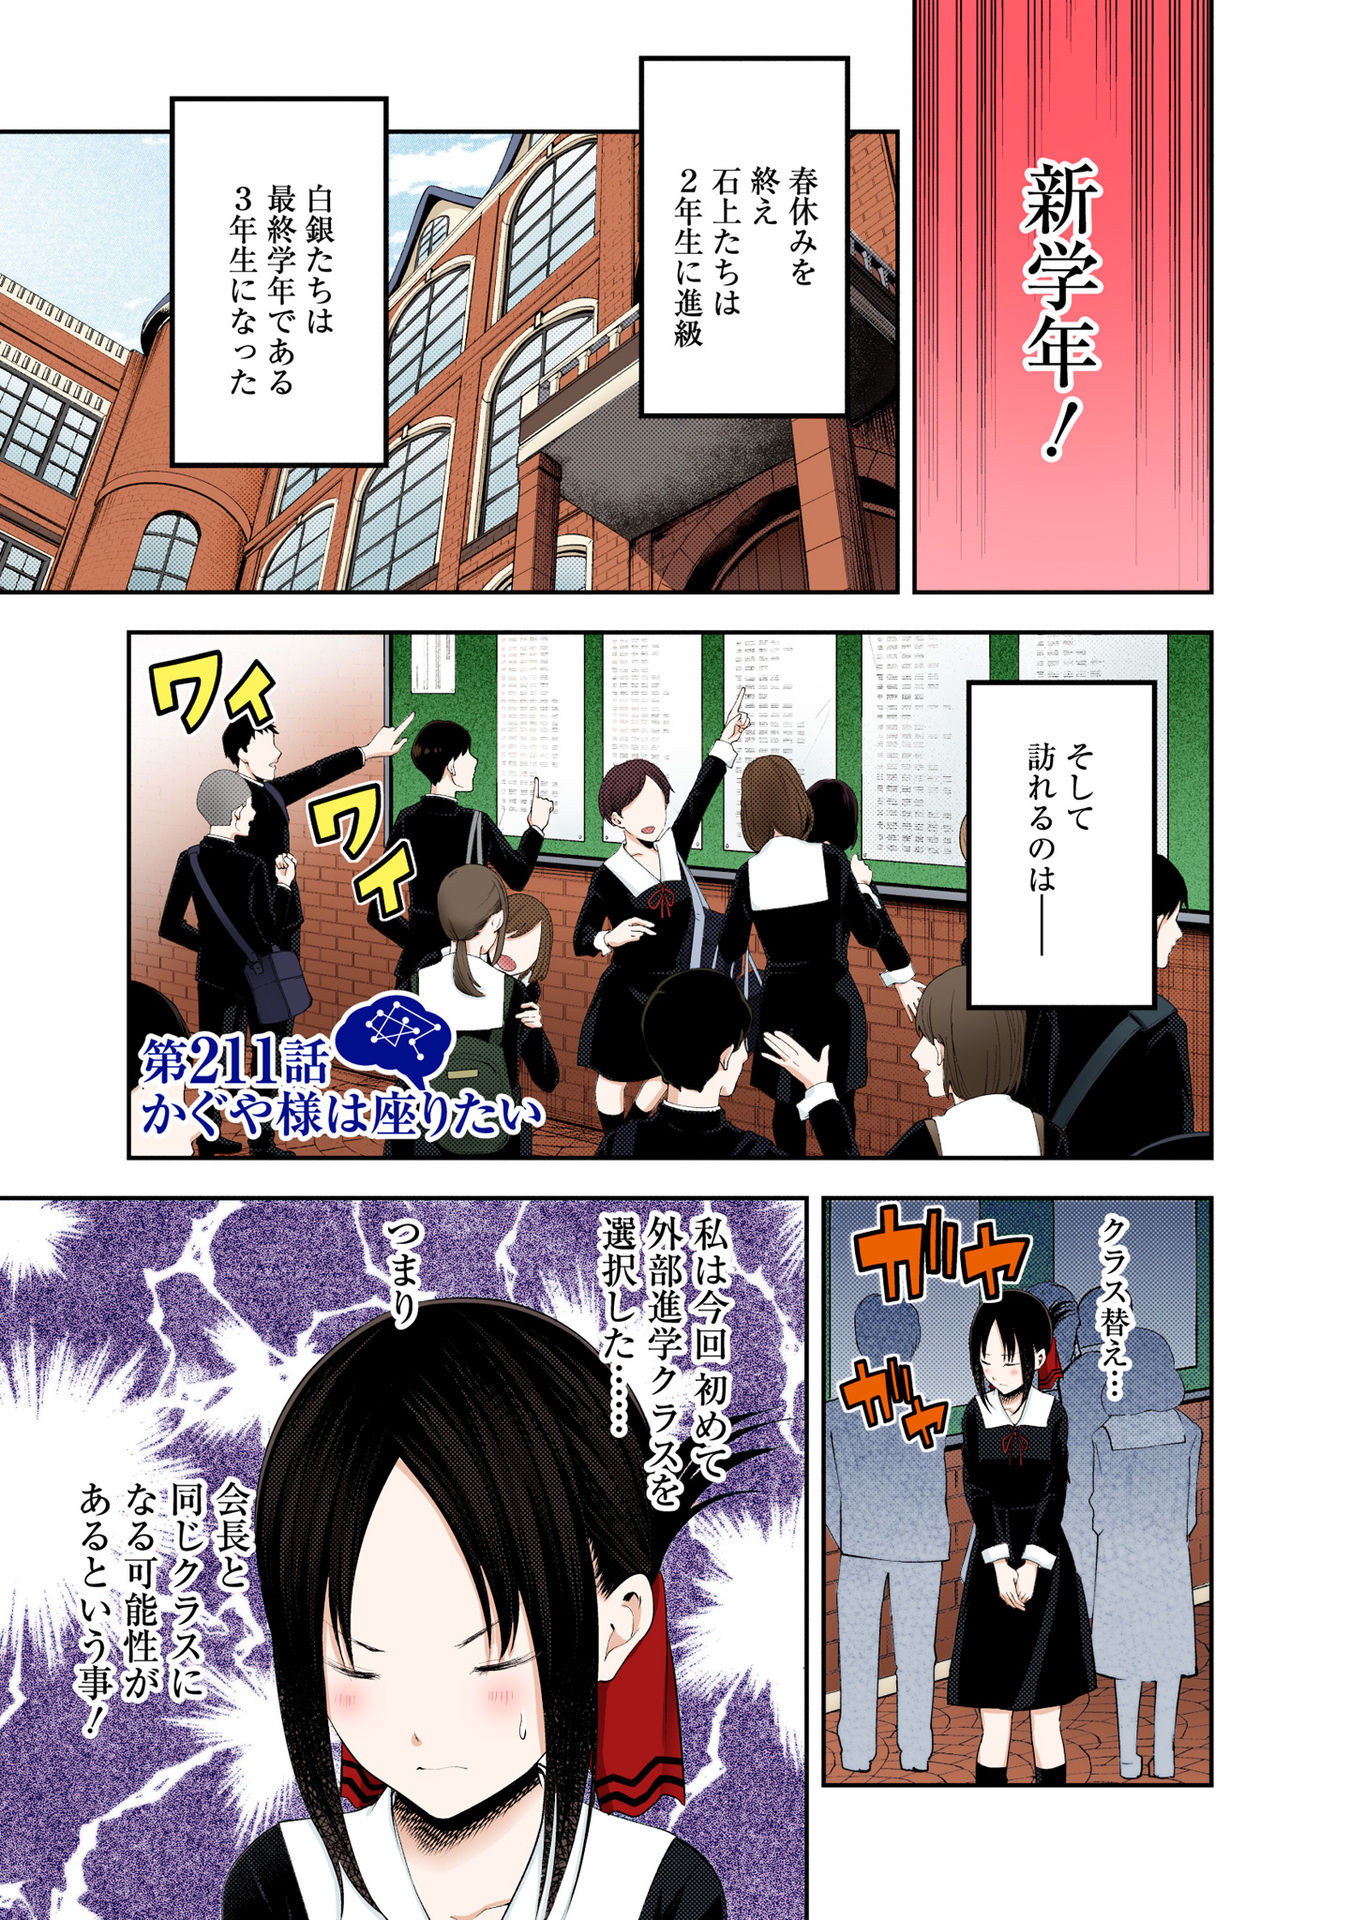 新学年！
春休みを
終え
石上たちは
２年生に進級
白銀たちは
最終学年である
３年生になった
そして
訪れるのは――
ワイ
ワイ
第211話
かぐや様は座りたい
クラス替え…
ガヤ
ガヤ
私は今回初めて
外部進学クラスを
選択した……
つまり
会長と
同じクラスに
なる可能性が
あるという事！